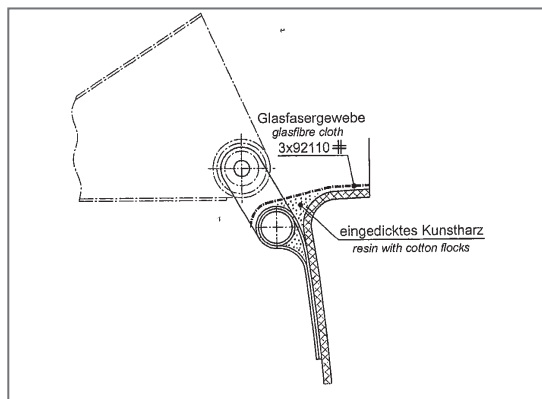 Glasfasergewebe
glasfibre cloth
3x92110
eingedicktes Kunstharz
resin with cotton flocks